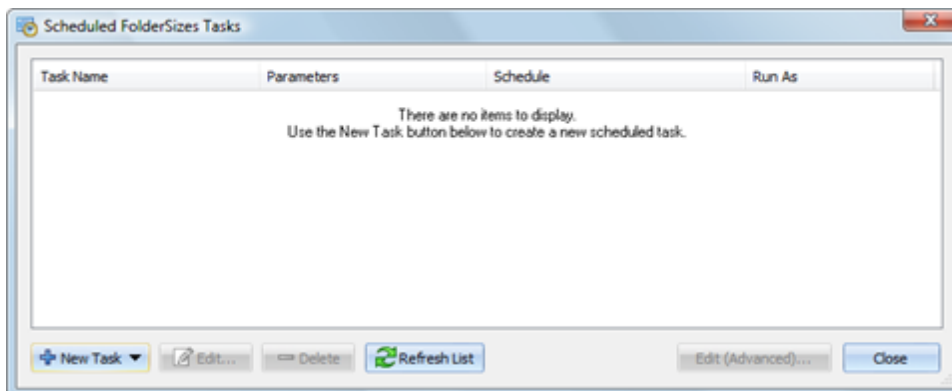 Scheduled FolderSizes Tasks
Task Name Parameters Schedule Run As
There are no items to display.
Use the New Task button below to create a new scheduled task.
New Task Edit... Delete Refresh List Edit (Advanced)... Close